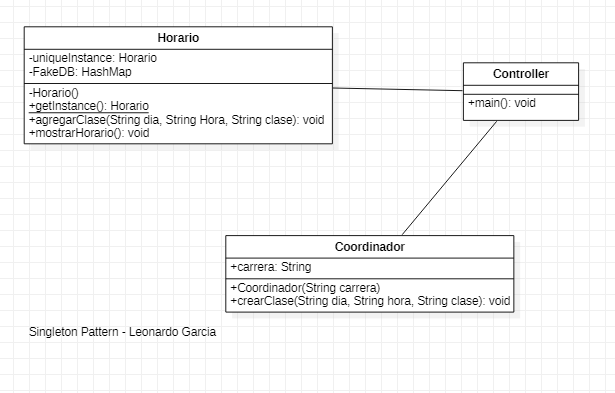 Horario
-uniqueInstance: Horario
-FakeDB: HashMap
-Horario()
+getInstance(): Horario
+agregarClase(String dia, String Hora, String clase): void
+mostrarHorario(): void
Controller
+main(): void
Coordinador
+carrera: String
+Coordinador(String carrera)
+crearClase(String dia, String hora, String clase): void
Singleton Pattern - Leonardo Garcia